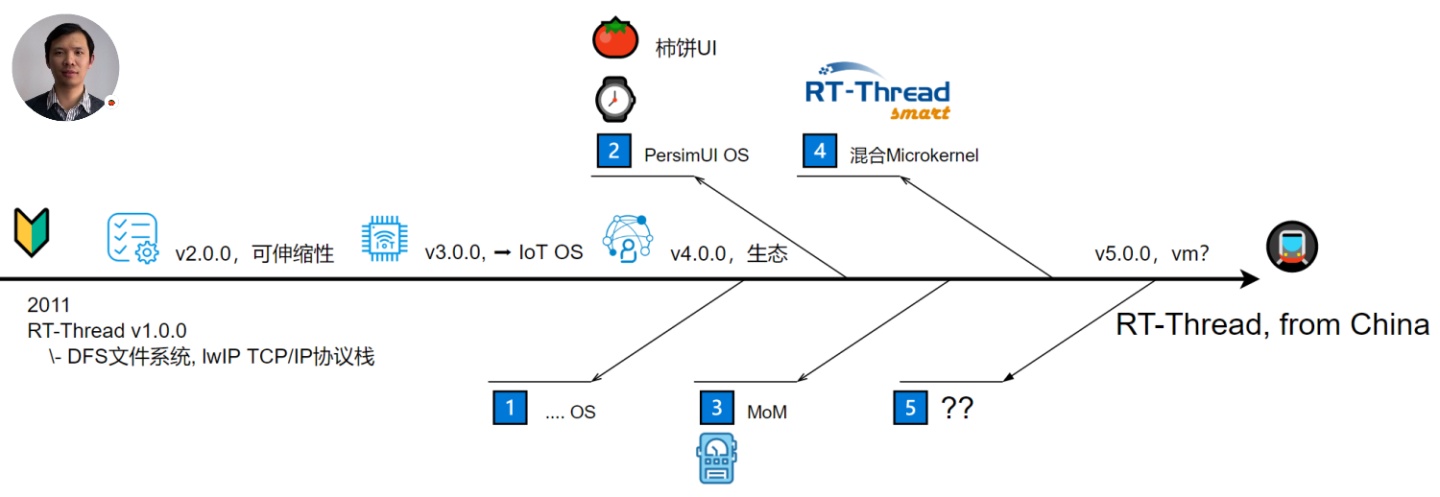 柿饼UI
RT-Thread
smart
2 PersimUI OS
4 混合Microkernel
v2.0.0，可伸缩性
IoT
v3.0.0, ➞ IoT OS
v4.0.0，生态
v5.0.0，vm？
2011
RT-Thread v1.0.0
\- DFS文件系统, lwIP TCP/IP协议栈
RT-Thread, from China
1 .... OS
3 MoM
5 ??